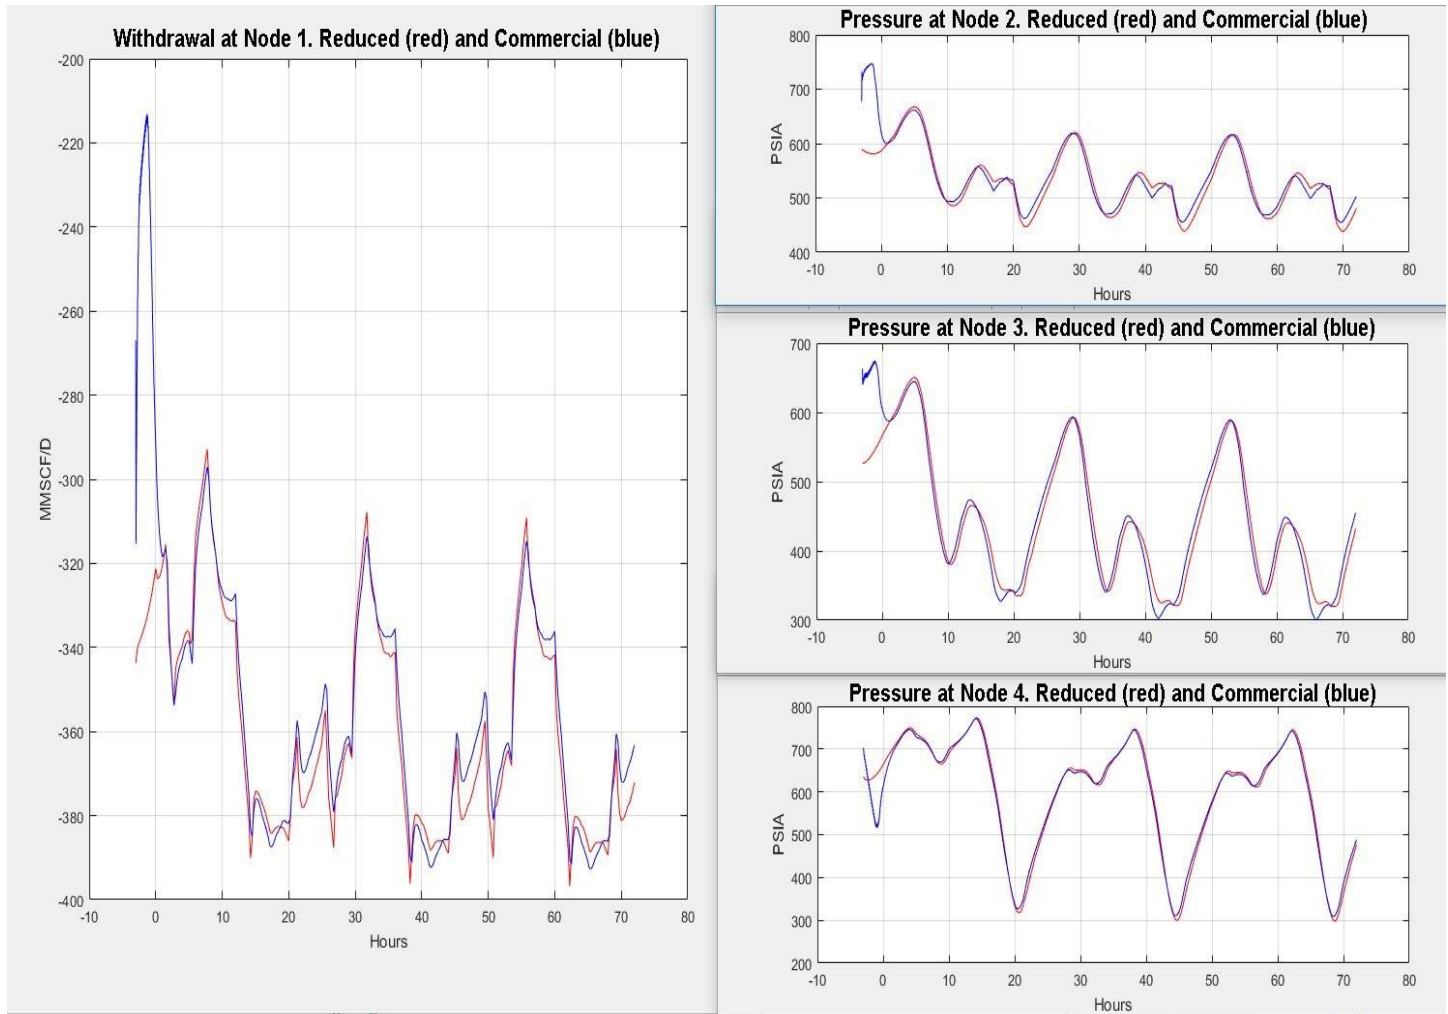 Withdrawal at Node 1. Reduced (red) and Commercial (blue)
-200
-220
-240
-260
-280
-300
-320
-340
-360
-380
-400
MMSCF/D
-10 0 10 20 30 40 50 60 70 80
Hours
Pressure at Node 2. Reduced (red) and Commercial (blue)
800
700
600
500
400
PSIA
-10 0 10 20 30 40 50 60 70 80
Hours
Pressure at Node 3. Reduced (red) and Commercial (blue)
700
600
500
400
300
PSIA
-10 0 10 20 30 40 50 60 70 80
Hours
Pressure at Node 4. Reduced (red) and Commercial (blue)
800
700
600
500
400
300
200
PSIA
-10 0 10 20 30 40 50 60 70 80
Hours